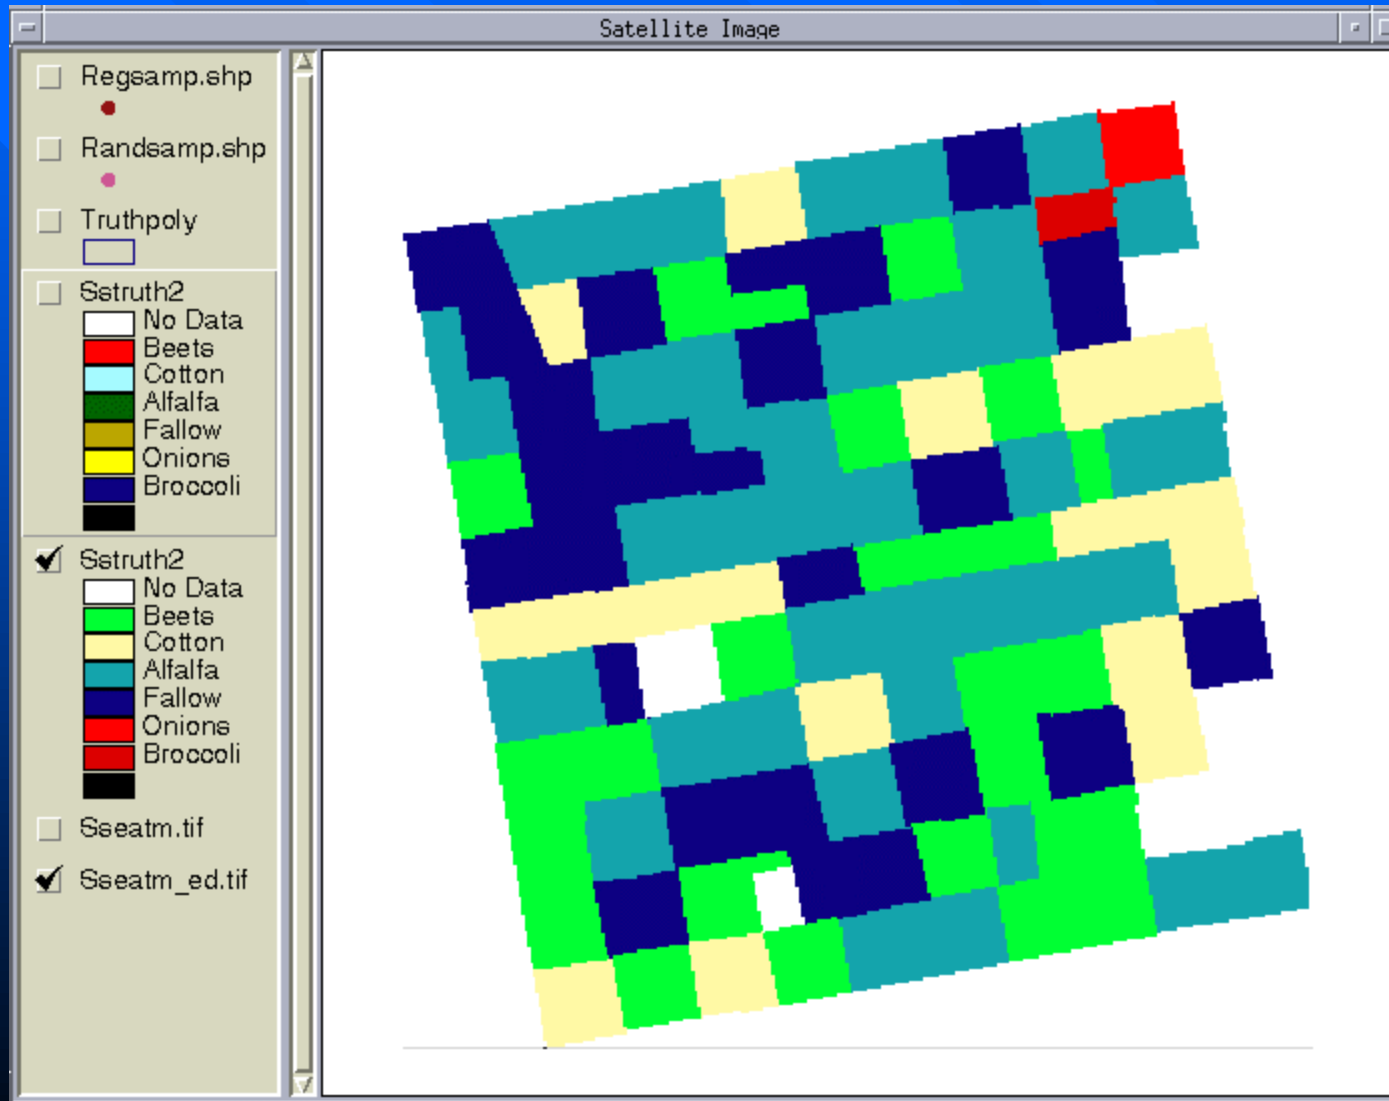 Satellite Image
Regsamp.shp
Randsamp.shp
Truthpoly
Sstruth2
No Data
Beets
Cotton
Alfalfa
Fallow
Onions
Broccoli
Sstruth2
No Data
Beets
Cotton
Alfalfa
Fallow
Onions
Broccoli
Sseatm.tif
Sseatm_ed.tif